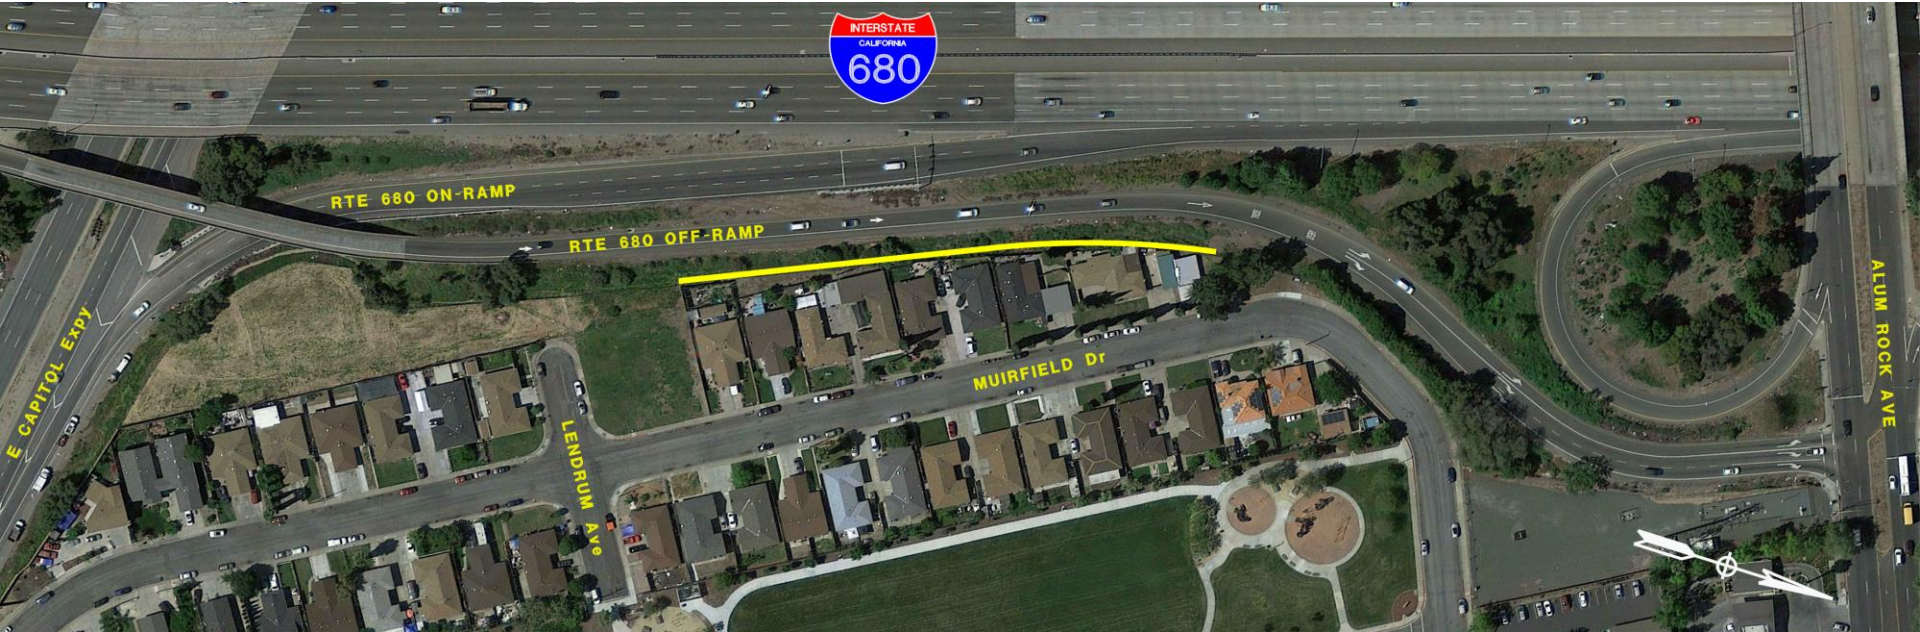 INTERSTATE
CALIFORNIA
680
RTE 680 ON-RAMP
RTE 680 OFF-RAMP
E CAPITOL Expy
MUIRFIELD Dr
LENDRUM Ave
ALUM ROCK AVE